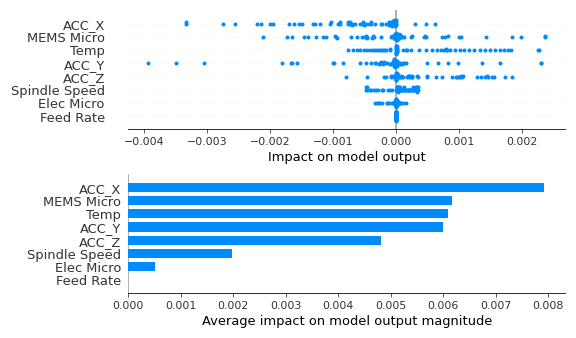 ACC_X
MEMS Micro
Temp
ACC_Y
ACC_Z
Spindle Speed
Elec Micro
Feed Rate
−0.004 −0.003 −0.002 −0.001 0.000 0.001 0.002
Impact on model output
ACC_X
MEMS Micro
Temp
ACC_Y
ACC_Z
Spindle Speed
Elec Micro
Feed Rate
0.000 0.001 0.002 0.003 0.004 0.005 0.006 0.007 0.008
Average impact on model output magnitude